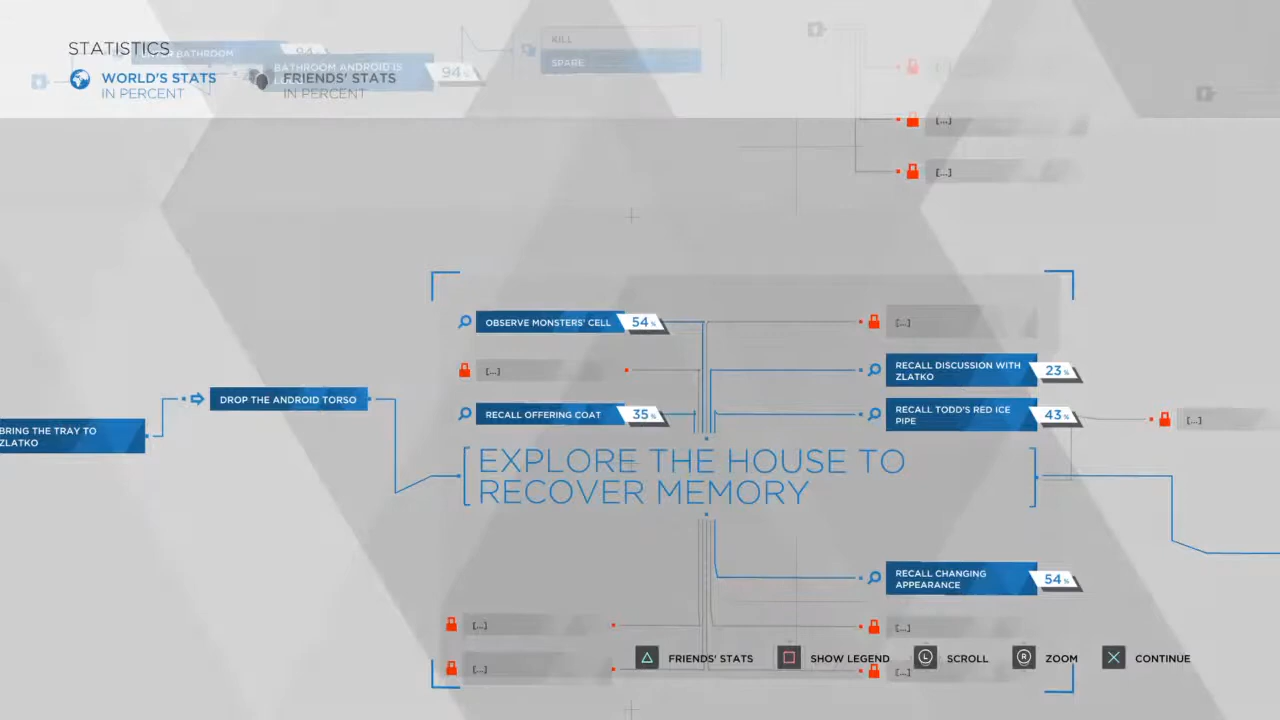 STATISTICS
WORLD'S STATS
IN PERCENT
FRIENDS' STATS
IN PERCENT
BATHROOM
94
BATHROOM ANDROID IS
94%
KILL
SPARE
[...]
[...]
OBSERVE MONSTERS' CELL 54%
[...]
[...]
RECALL DISCUSSION WITH
ZLATKO
23%
DROP THE ANDROID TORSO
RECALL OFFERING COAT 35%
RECALL TODD'S RED ICE
PIPE
43%
[...]
BRING THE TRAY TO
ZLATKO
EXPLORE THE HOUSE TO
RECOVER MEMORY
RECALL CHANGING
APPEARANCE
54%
[...]
[...]
[...]
[...]
FRIENDS' STATS
SHOW LEGEND
L SCROLL
R ZOOM
CONTINUE